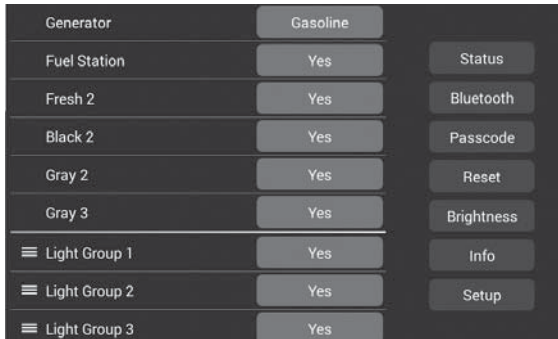 Generator Gasoline
Fuel Station Yes Status
Fresh 2 Yes Bluetooth
Black 2 Yes Passcode
Gray 2 Yes Reset
Gray 3 Yes Brightness
Light Group 1 Yes Info
Light Group 2 Yes Setup
Light Group 3 Yes